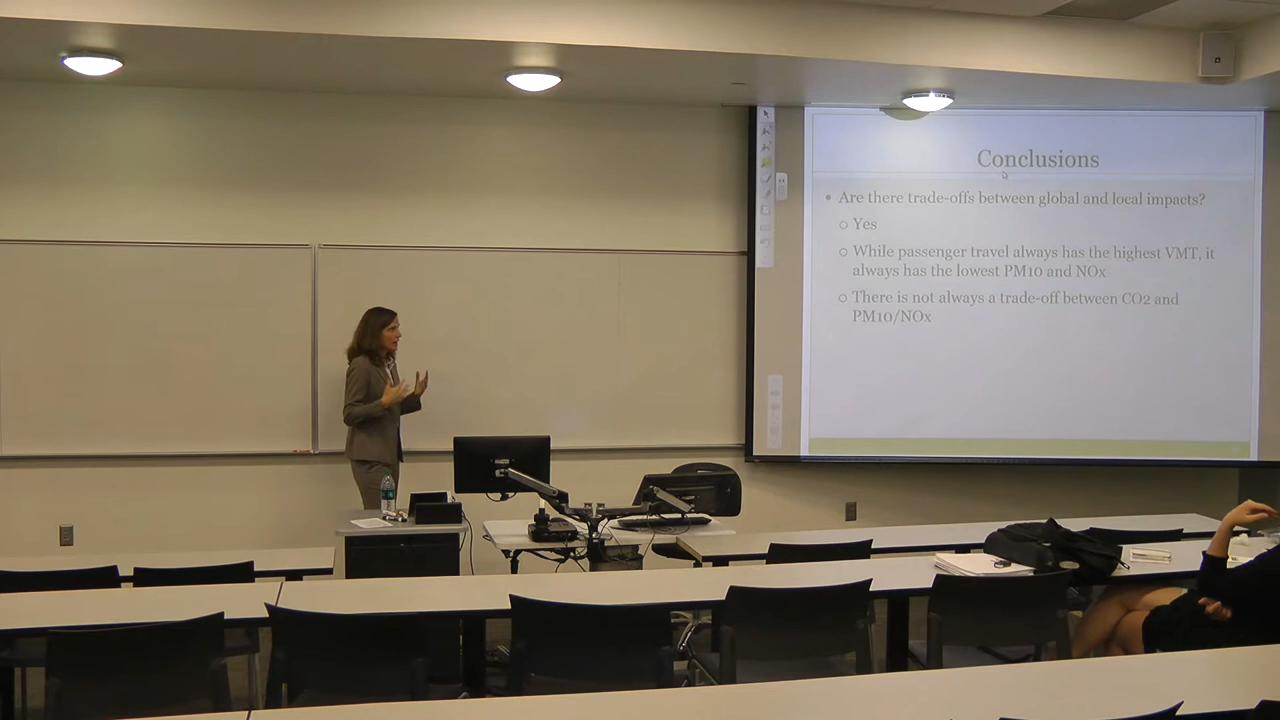 Conclusions
• Are there trade-off​s between global and local impacts?
○ Yes
○ While passenger travel always has the highest VMT, it
always has the lowest PM10 and NOx
○ There is not always a trade-off between CO2 and
PM10/NOx